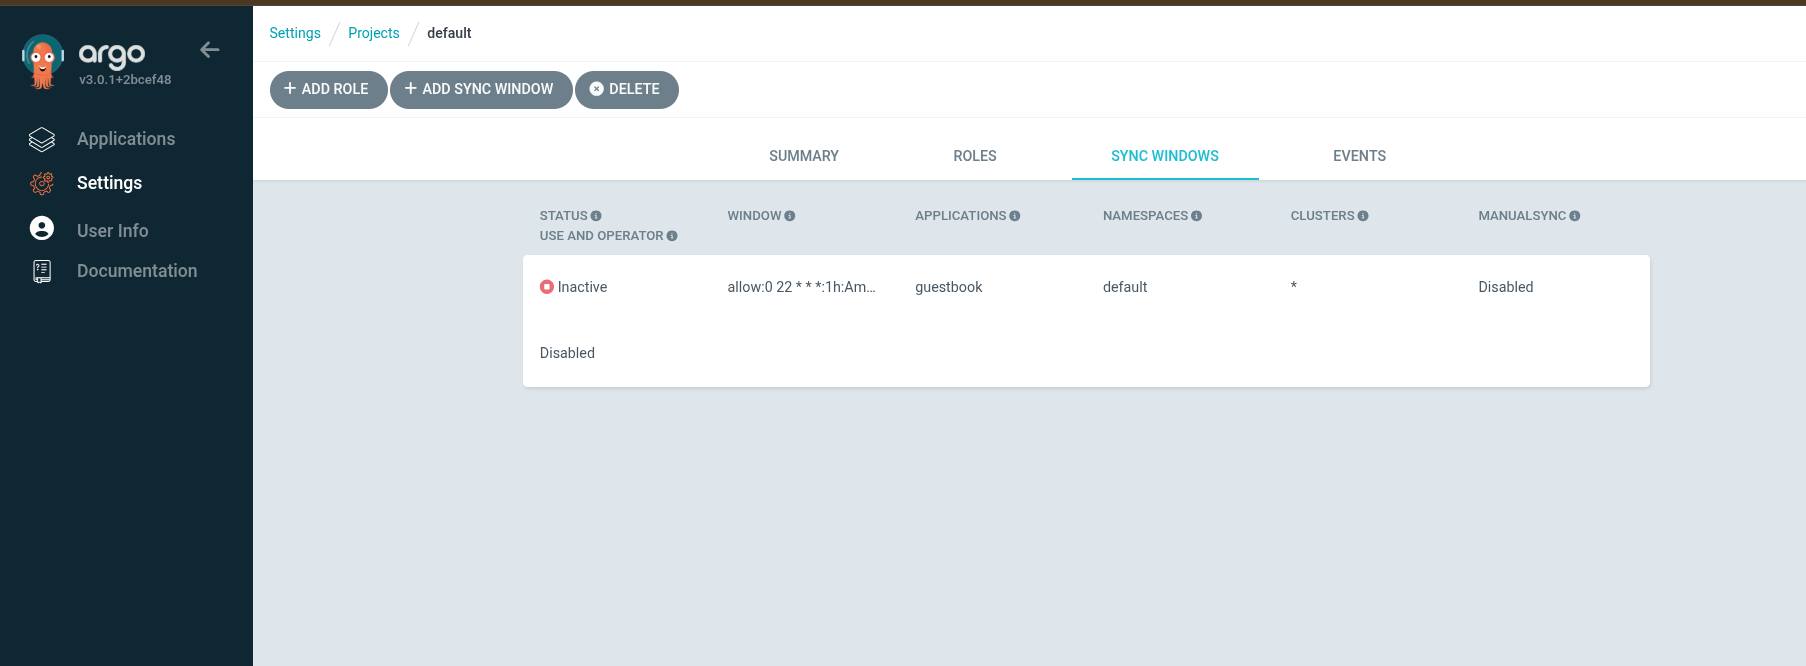 argo
v3.0.1+2bcef48
Applications
Settings
User Info
Documentation
Settings / Projects / default
+ ADD ROLE + ADD SYNC WINDOW DELETE
SUMMARY ROLES SYNC WINDOWS EVENTS
STATUS WINDOW APPLICATIONS NAMESPACES CLUSTERS MANUALSYNC
USE AND OPERATOR
Inactive allow:0 22 * * *:1h:Am... guestbook default * Disabled
Disabled